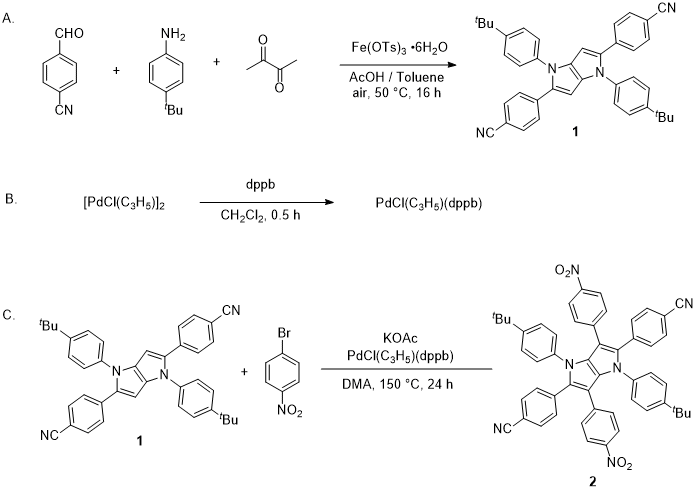 A.
CHO
CN
+
NH₂
ᵗBu
+
O
O
Fe(OTs)₃ •6H₂O
AcOH / Toluene
air, 50 °C, 16 h
ᵗBu
CN
N
N
NC
ᵗBu
1
B.
[PdCl(C₃H₅)]₂
dppb
CH₂Cl₂, 0.5 h
PdCl(C₃H₅)(dppb)
C.
ᵗBu
CN
N
N
NC
ᵗBu
1
+
Br
NO₂
KOAc
PdCl(C₃H₅)(dppb)
DMA, 150 °C, 24 h
O₂N
ᵗBu
CN
N
N
NC
ᵗBu
NO₂
2